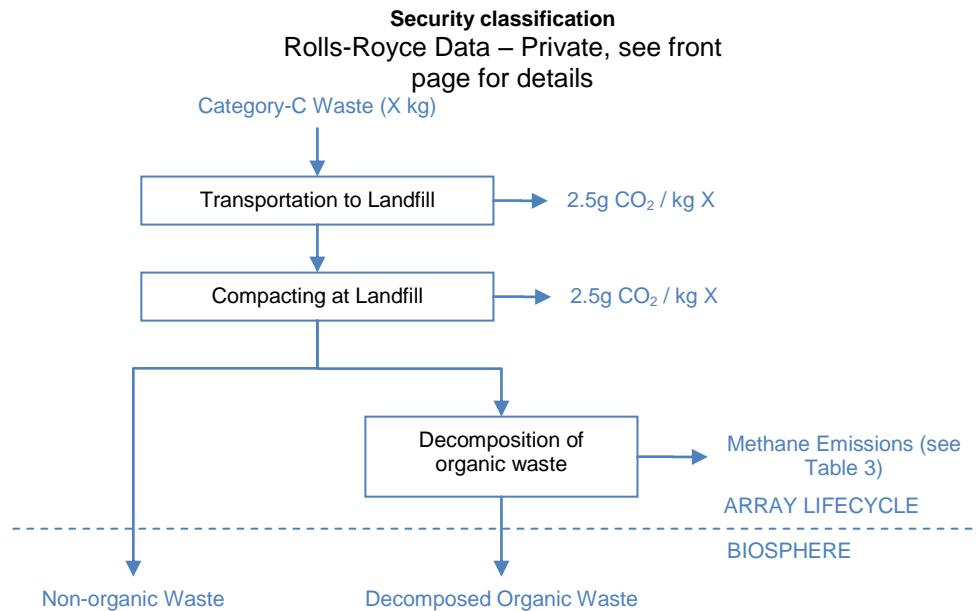 Security classification
Rolls-Royce Data – Private, see front
page for details
Category-C Waste (X kg)
Transportation to Landfill
2.5g CO₂ / kg X
Compacting at Landfill
2.5g CO₂ / kg X
Decomposition of
organic waste
Methane Emissions (see
Table 3)
ARRAY LIFECYCLE
BIOSPHERE
Non-organic Waste
Decomposed Organic Waste